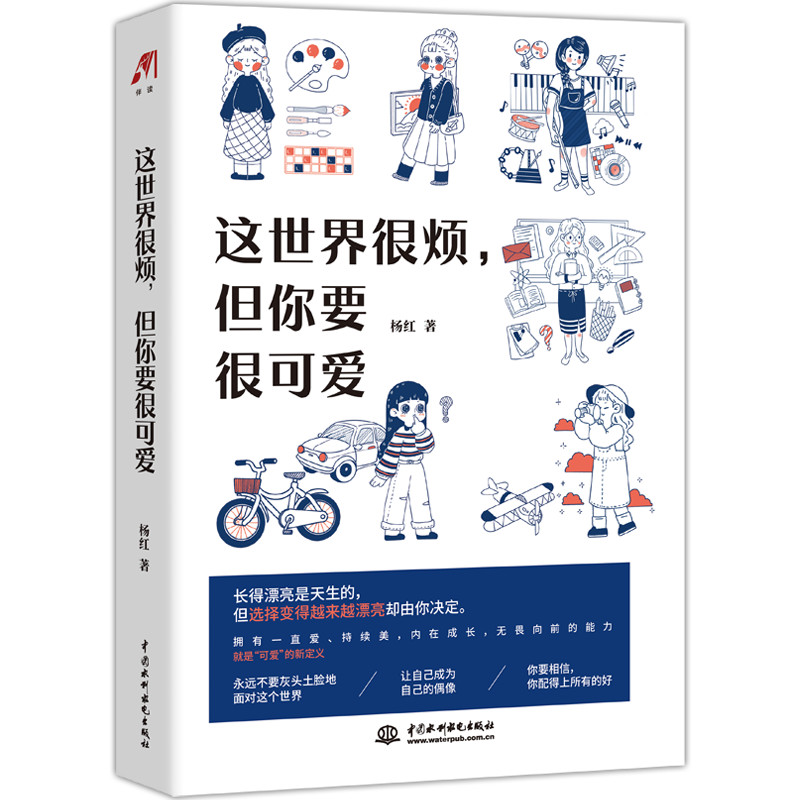 伴读
这世界很烦，但你要很可爱
杨红 著
中国水利水电出版社
这世界很烦，
但你要
很可爱
杨红 著
长得漂亮是天生的，
但选择变得越来越漂亮却由你决定。
拥有一直爱、持续美，内在成长，无畏向前的能力
就是“可爱”的新定义
永远不要灰头土脸地
面对这个世界
让自己成为
自己的偶像
你要相信，
你配得上所有的好
中国水利水电出版社
www.waterpub.com.cn